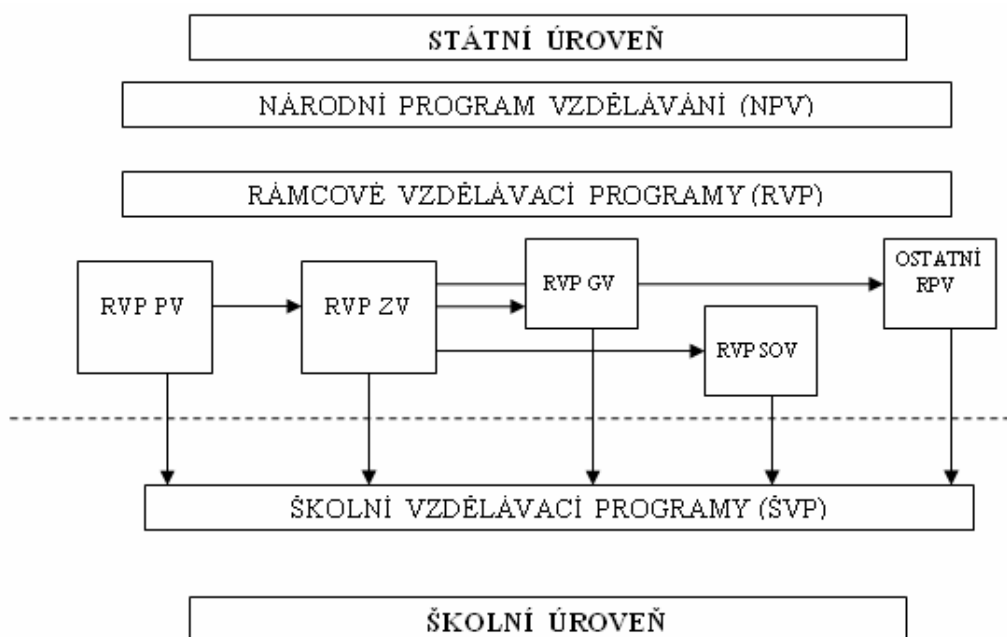 STÁTNÍ ÚROVEŇ
NÁRODNÍ PROGRAM VZDĚLÁVÁNÍ (NPV)
RÁMCOVÉ VZDĚLÁVACÍ PROGRAMY (RVP)
RVP PV
RVP ZV
RVP GV
RVP SOV
OSTATNÍ
RPV
ŠKOLNÍ VZDĚLÁVACÍ PROGRAMY (ŠVP)
ŠKOLNÍ ÚROVEŇ